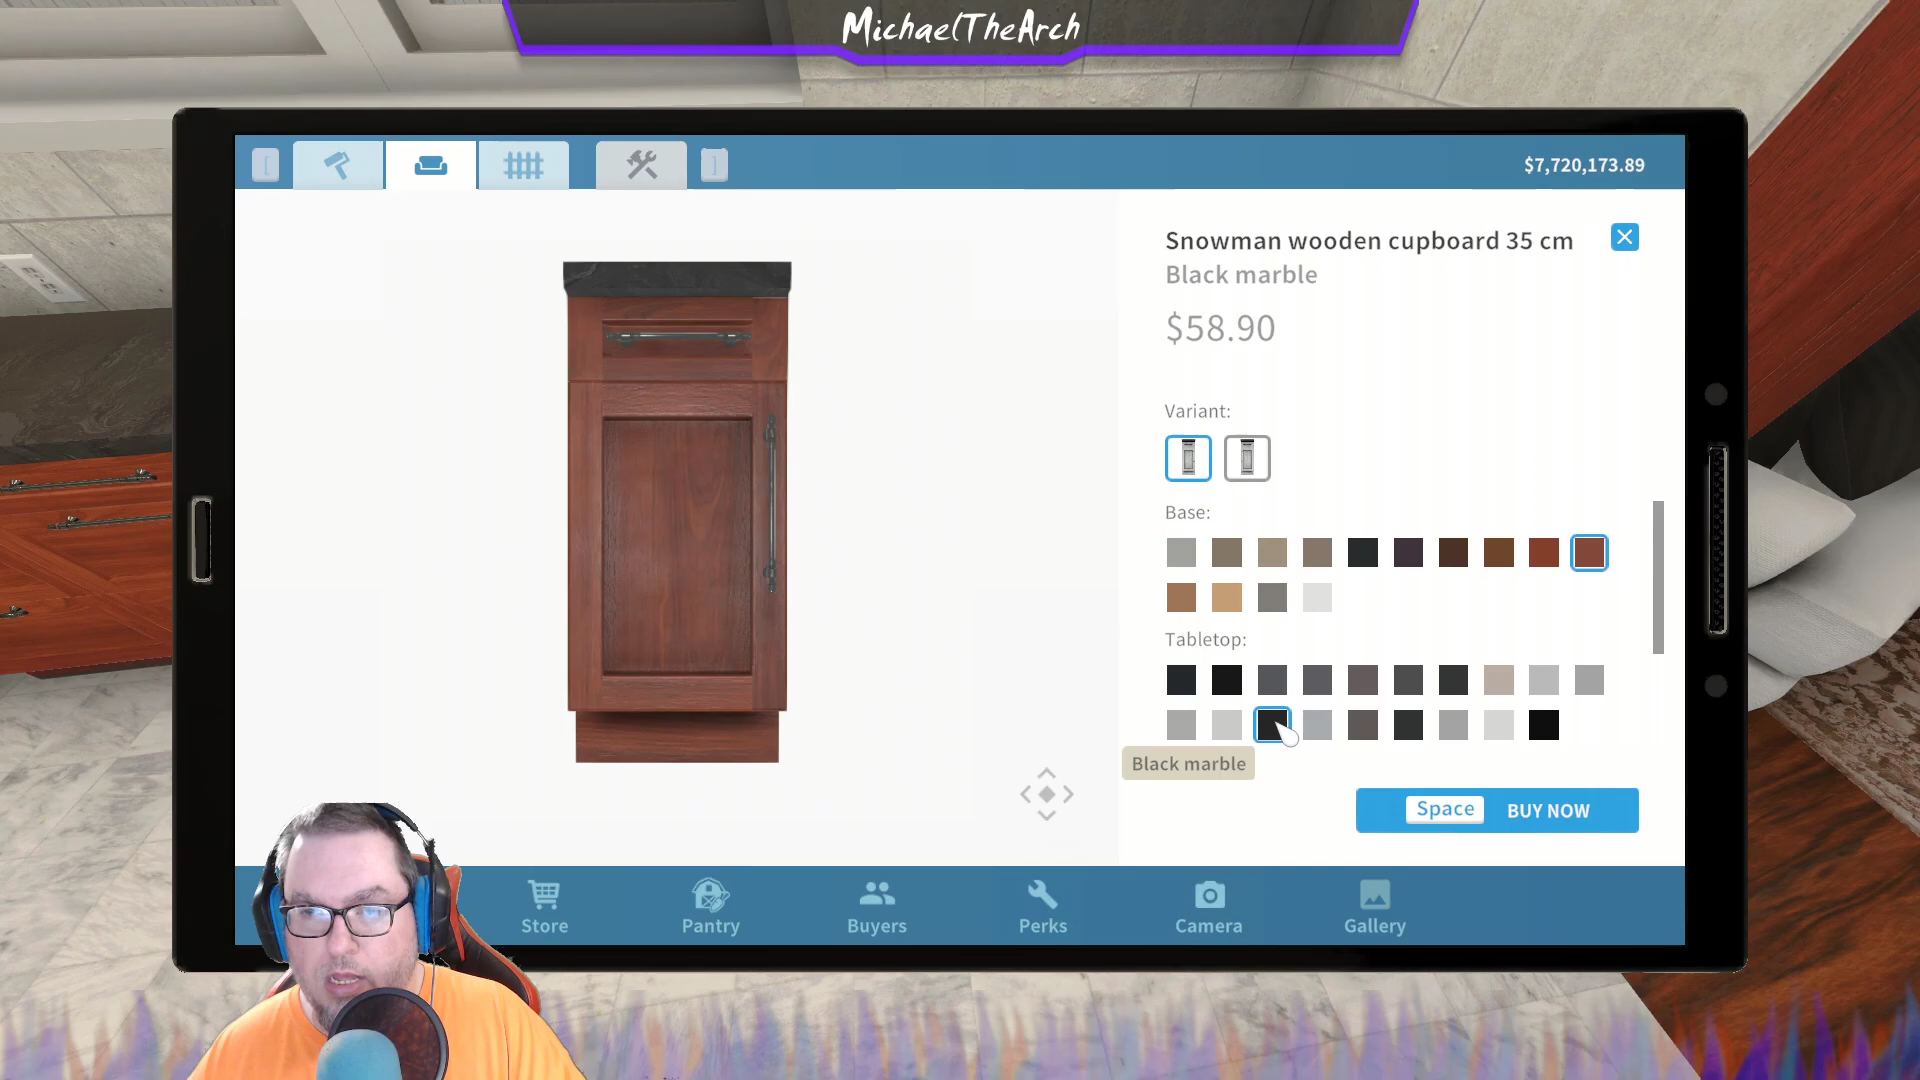 MichaelTheArch
[
]
$7,720,173.89
Snowman wooden cupboard 35 cm
Black marble
$58.90
Variant:
Base:
Tabletop:
Black marble
Space BUY NOW
Store
Pantry
Buyers
Perks
Camera
Gallery